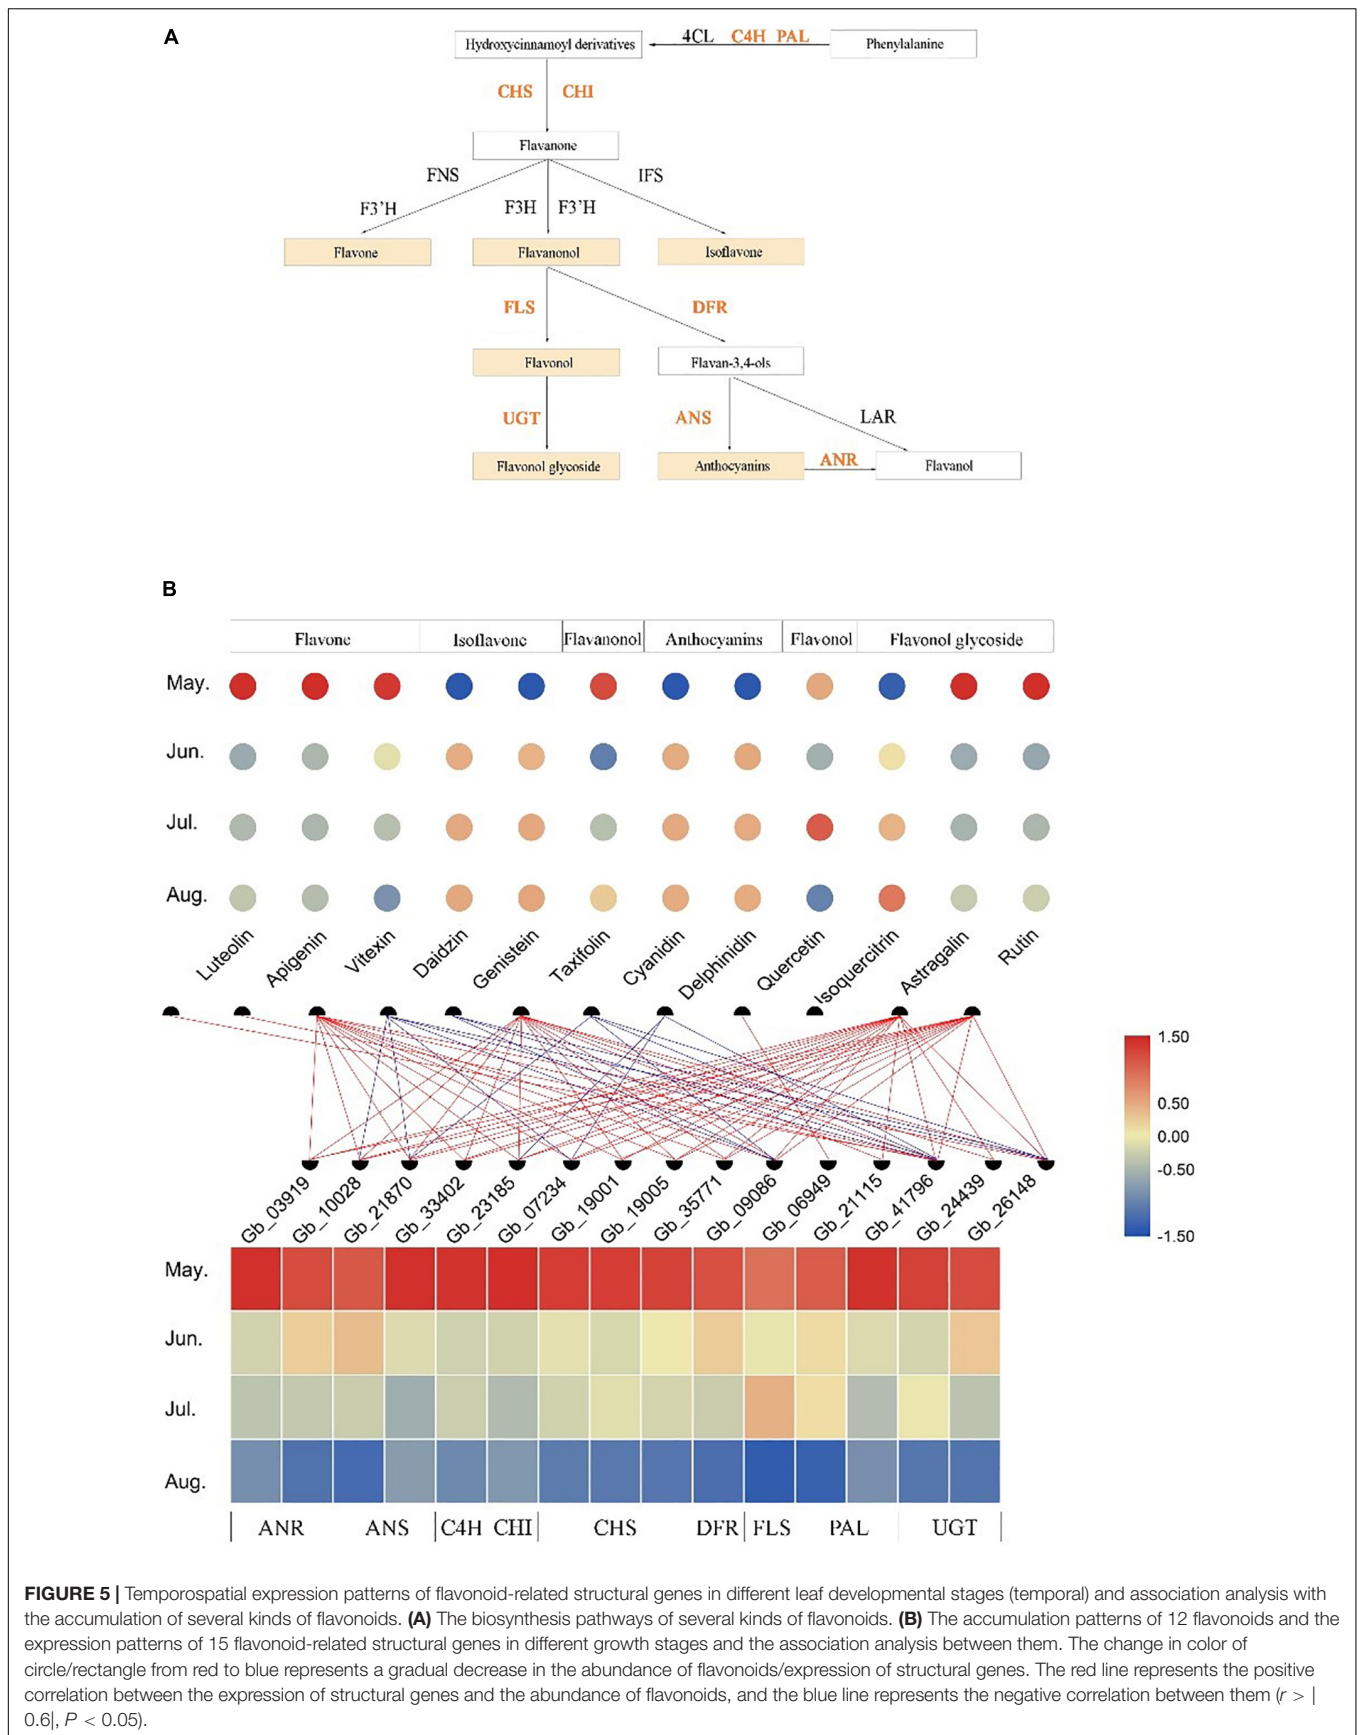 A
Hydroxycinnamoyl derivatives
4CL C4H PAL
Phenylalanine
CHS CHI
Flavanone
FNS
IFS
F3'H
F3H F3'H
Flavone
Flavanonol
Isoflavone
FLS
DFR
Flavonol
Flavan-3,4-ols
UGT
ANS
LAR
Flavonol glycoside
Anthocyanins
ANR
Flavanol
B
Flavone Isoflavone Flavanonol Anthocyanins Flavonol Flavonol glycoside
May.
Jun.
Jul.
Aug.
Luteolin
Apigenin
Vitexin
Daidzin
Genistein
Taxifolin
Cyanidin
Delphinidin
Quercetin
Isoquercitrin
Astragalin
Rutin
1.50
0.50
0.00
-0.50
-1.50
Gb_03919
Gb_10028
Gb_21870
Gb_33402
Gb_23185
Gb_07234
Gb_19001
Gb_19005
Gb_35771
Gb_09086
Gb_06949
Gb_21115
Gb_41796
Gb_24439
Gb_26148
May.
Jun.
Jul.
Aug.
ANR ANS C4H CHI CHS DFR FLS PAL UGT
FIGURE 5 | Temporospatial expression patterns of flavonoid-related structural genes in different leaf developmental stages (temporal) and association analysis with
the accumulation of several kinds of flavonoids. (A) The biosynthesis pathways of several kinds of flavonoids. (B) The accumulation patterns of 12 flavonoids and the
expression patterns of 15 flavonoid-related structural genes in different growth stages and the association analysis between them. The change in color of
circle/rectangle from red to blue represents a gradual decrease in the abundance of flavonoids/expression of structural genes. The red line represents the positive
correlation between the expression of structural genes and the abundance of flavonoids, and the blue line represents the negative correlation between them (r > |
0.6|, P < 0.05).